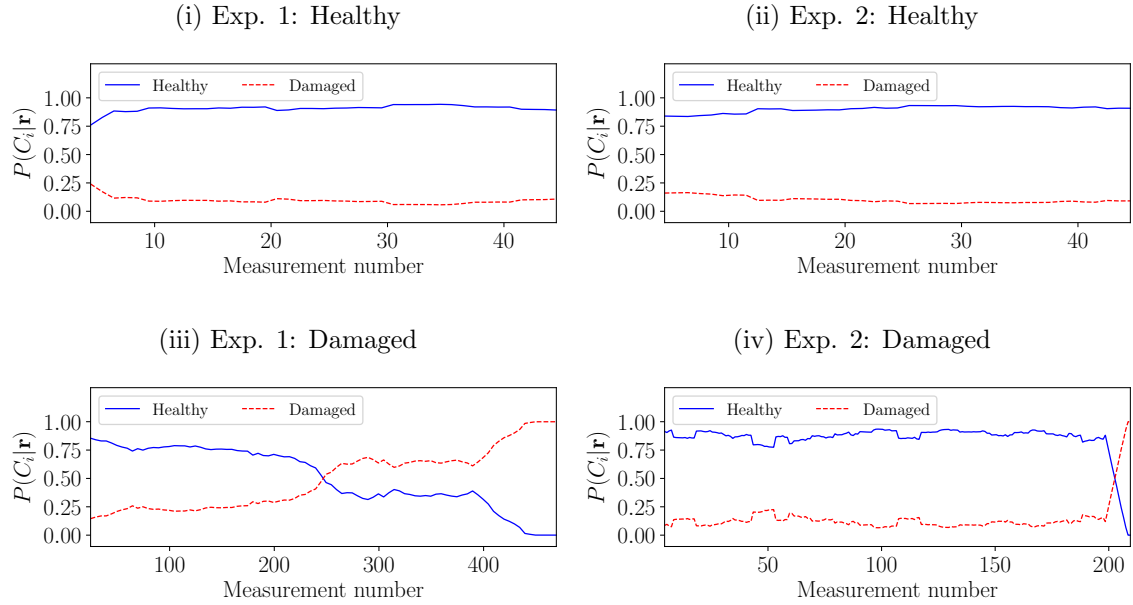 (i) Exp. 1: Healthy
(ii) Exp. 2: Healthy
Healthy Damaged
1.00
0.75
0.50
0.25
0.00
P(C_i|r)
10 20 30 40
Measurement number
Healthy Damaged
1.00
0.75
0.50
0.25
0.00
P(C_i|r)
10 20 30 40
Measurement number
(iii) Exp. 1: Damaged
(iv) Exp. 2: Damaged
Healthy Damaged
1.00
0.75
0.50
0.25
0.00
P(C_i|r)
100 200 300 400
Measurement number
Healthy Damaged
1.00
0.75
0.50
0.25
0.00
P(C_i|r)
50 100 150 200
Measurement number